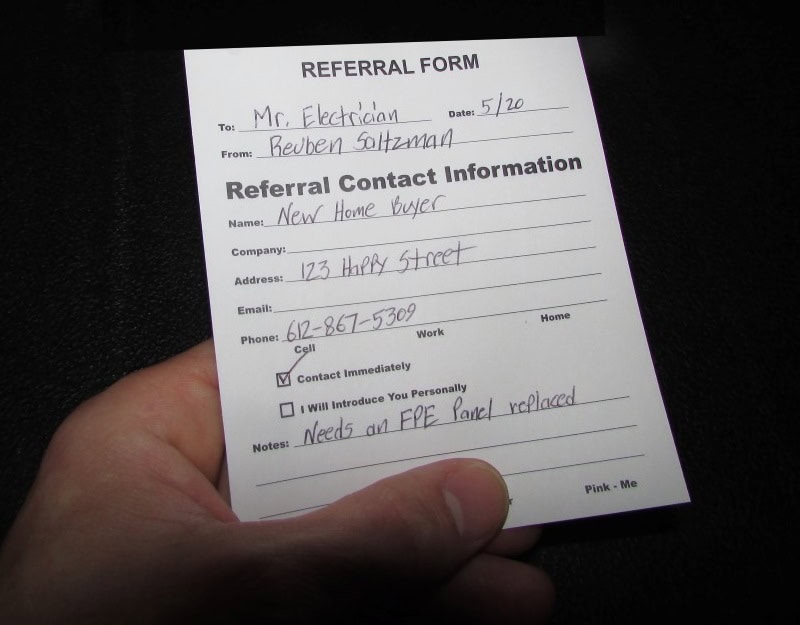 REFERRAL FORM
To: Mr. Electrician Date: 5/20
From: Reuben Saltzman
Referral Contact Information
Name: New Home Buyer
Company:
Address: 123 Happy Street
Email:
Phone: 612-867-5309
Cell Work Home
Contact Immediately
I Will Introduce You Personally
Notes: Needs an FPE Panel replaced
Pink - Me